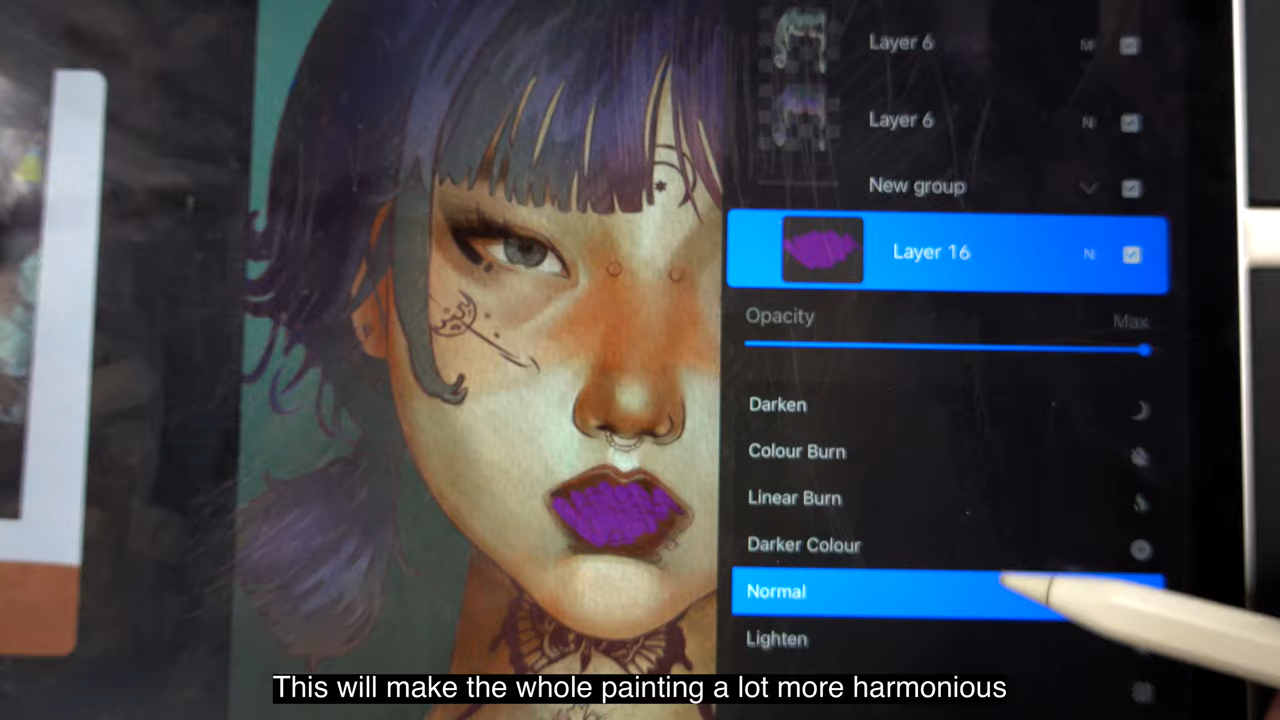 Layer 6
M
Layer 6
N
New group
Layer 16
N
Opacity
Max
Darken
Colour Burn
Linear Burn
Darker Colour
Normal
Lighten
This will make the whole painting a lot more harmonious